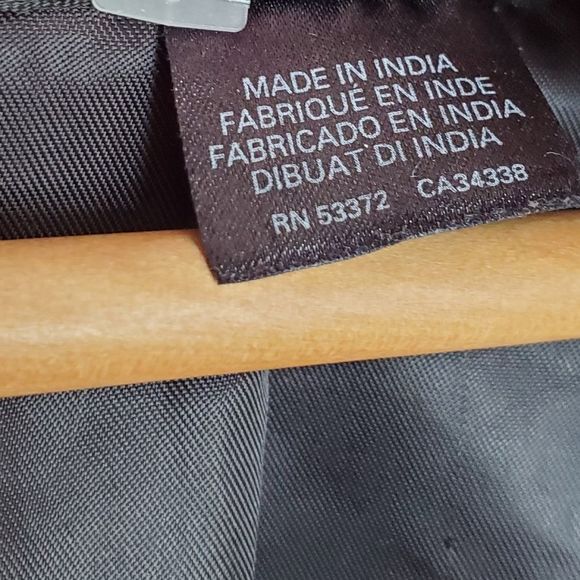 MADE IN INDIA
FABRIQUÉ EN INDE
FABRICADO EN INDIA
DIBUAT DI INDIA
RN 53372 CA34338